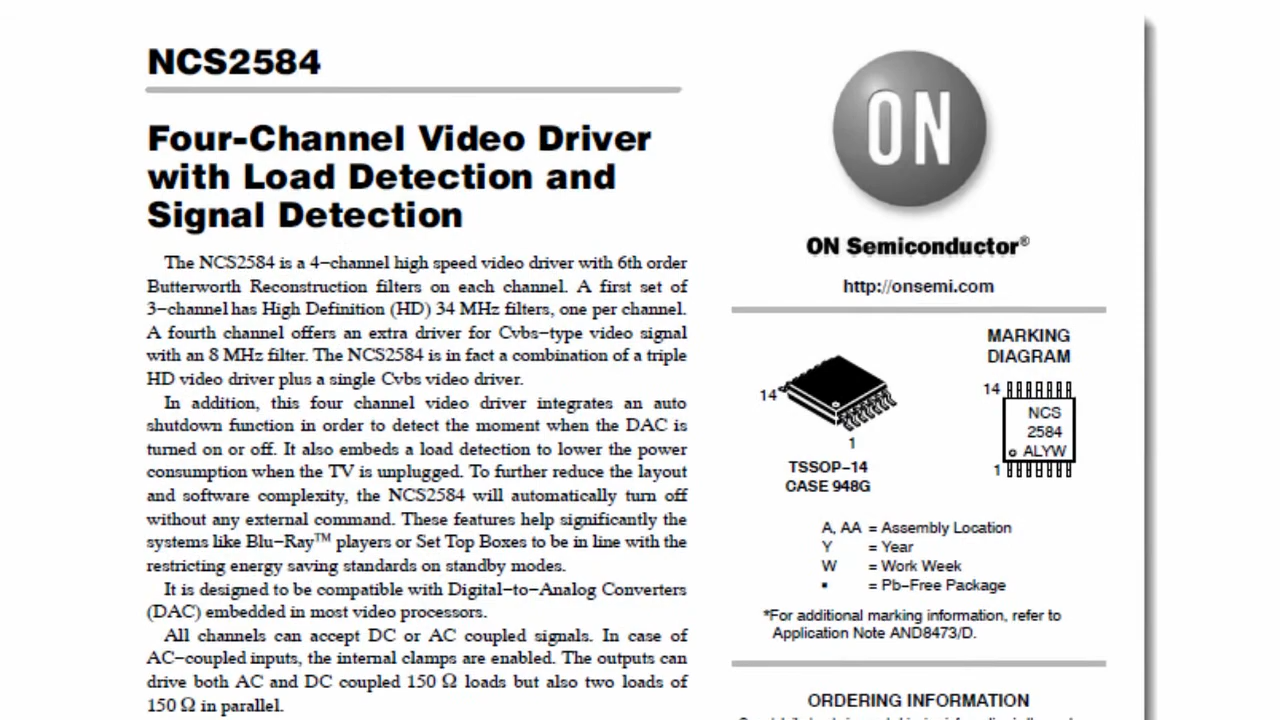 NCS2584
Four-Channel Video Driver
with Load Detection and
Signal Detection
The NCS2584 is a 4−channel high speed video driver with 6th order
Butterworth Reconstruction filters on each channel. A first set of
3−channel has High Definition (HD) 34 MHz filters, one per channel.
A fourth channel offers an extra driver for Cvbs−type video signal
with an 8 MHz filter. The NCS2584 is in fact a combination of a triple
HD video driver plus a single Cvbs video driver.
In addition, this four channel video driver integrates an auto
shutdown function in order to detect the moment when the DAC is
turned on or off. It also embeds a load detection to lower the power
consumption when the TV is unplugged. To further reduce the layout
and software complexity, the NCS2584 will automatically turn off
without any external command. These features help significantly the
systems like Blu−Ray™ players or Set Top Boxes to be in line with the
restricting energy saving standards on standby modes.
It is designed to be compatible with Digital−to−Analog Converters
(DAC) embedded in most video processors.
All channels can accept DC or AC coupled signals. In case of
AC−coupled inputs, the internal clamps are enabled. The outputs can
drive both AC and DC coupled 150 Ω loads but also two loads of
150 Ω in parallel.
ON
ON Semiconductor®
http://onsemi.com
MARKING
DIAGRAM
14
1
TSSOP−14
CASE 948G
14
NCS
2584
ALYW
1
A, AA = Assembly Location
Y = Year
W = Work Week
▪ = Pb−Free Package
*For additional marking information, refer to
Application Note AND8473/D.
ORDERING INFORMATION